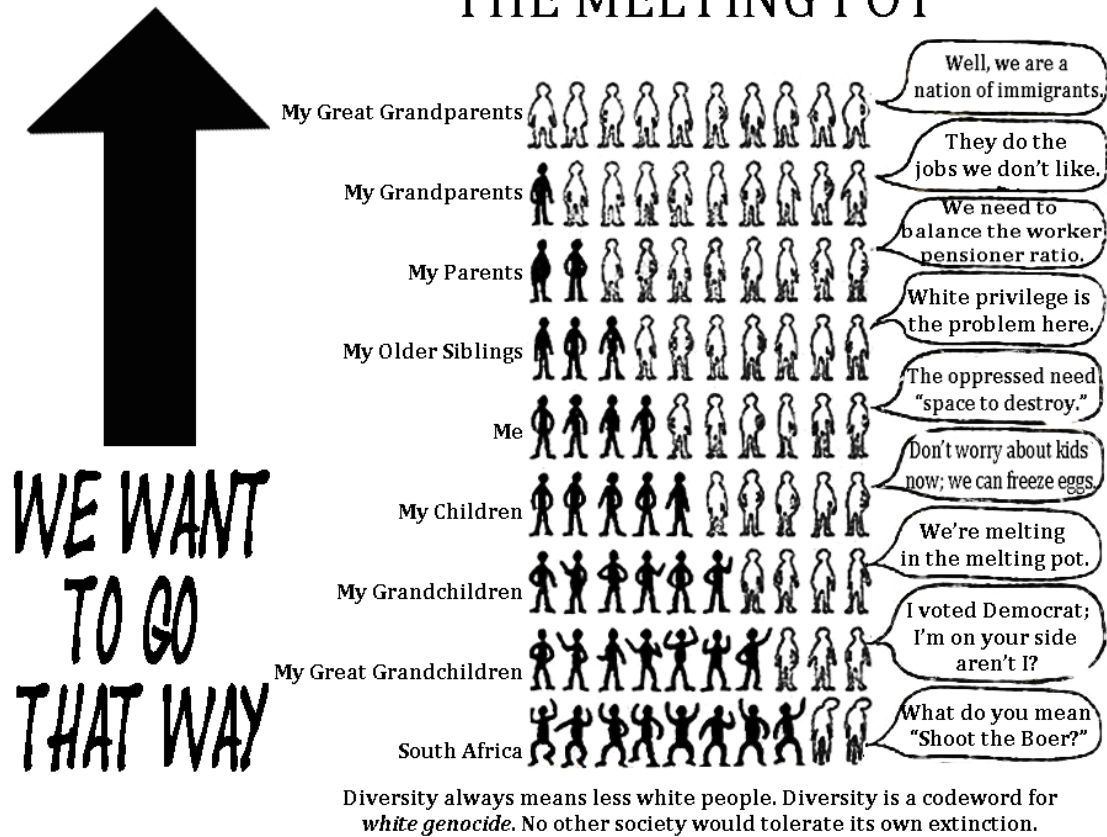 THE MELTING POT
My Great Grandparents
Well, we are a
nation of immigrants.
My Grandparents
They do the
jobs we don't like.
My Parents
We need to
balance the worker
pensioner ratio.
My Older Siblings
White privilege is
the problem here.
Me
The oppressed need
“space to destroy.”
My Children
Don't worry about kids
now; we can freeze eggs.
My Grandchildren
We're melting
in the melting pot.
My Great Grandchildren
I voted Democrat;
I'm on your side
aren't I?
South Africa
What do you mean
“Shoot the Boer?”
WE WANT
TO GO
THAT WAY
Diversity always means less white people. Diversity is a codeword for
white genocide. No other society would tolerate its own extinction.